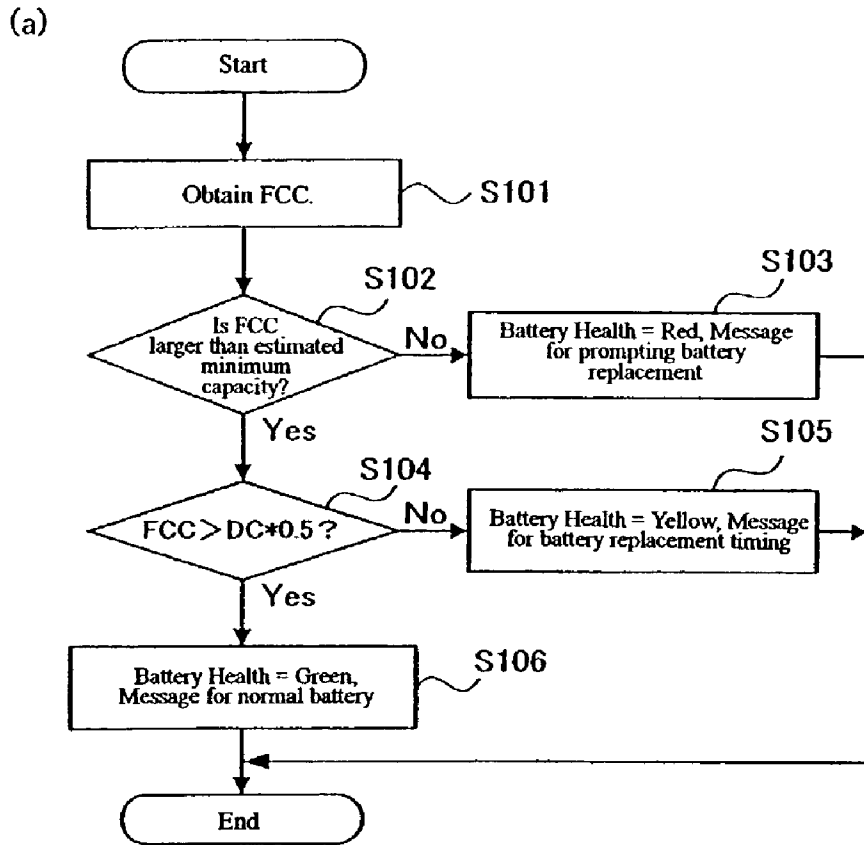 (a)
Start
Obtain FCC.
S101
S102
Is FCC
larger than estimated
minimum
capacity?
No
S103
Battery Health = Red, Message
for prompting battery
replacement
Yes
S104
FCC＞DC*0.5？
No
S105
Battery Health = Yellow, Message
for battery replacement timing
Yes
Battery Health = Green,
Message for normal battery
S106
End